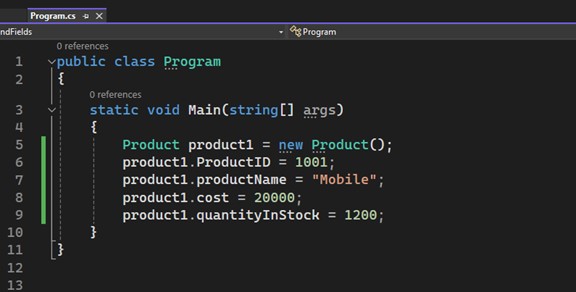 Program.cs
ndFields Program
0 references
1 public class Program
2 {
0 references
3 static void Main(string[] args)
4 {
5 Product product1 = new Product();
6 product1.ProductID = 1001;
7 product1.productName = "Mobile";
8 product1.cost = 20000;
9 product1.quantityInStock = 1200;
10 }
11 }
12
13